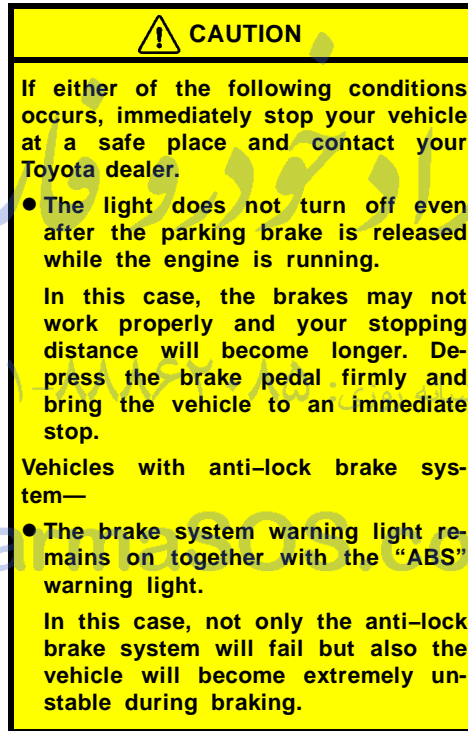 CAUTION
If either of the following conditions
occurs, immediately stop your vehicle
at a safe place and contact your
Toyota dealer.
● The light does not turn off even
after the parking brake is released
while the engine is running.
In this case, the brakes may not
work properly and your stopping
distance will become longer. De-
press the brake pedal firmly and
bring the vehicle to an immediate
stop.
Vehicles with anti–lock brake sys-
tem—
● The brake system warning light re-
mains on together with the “ABS”
warning light.
In this case, not only the anti–lock
brake system will fail but also the
vehicle will become extremely un-
stable during braking.